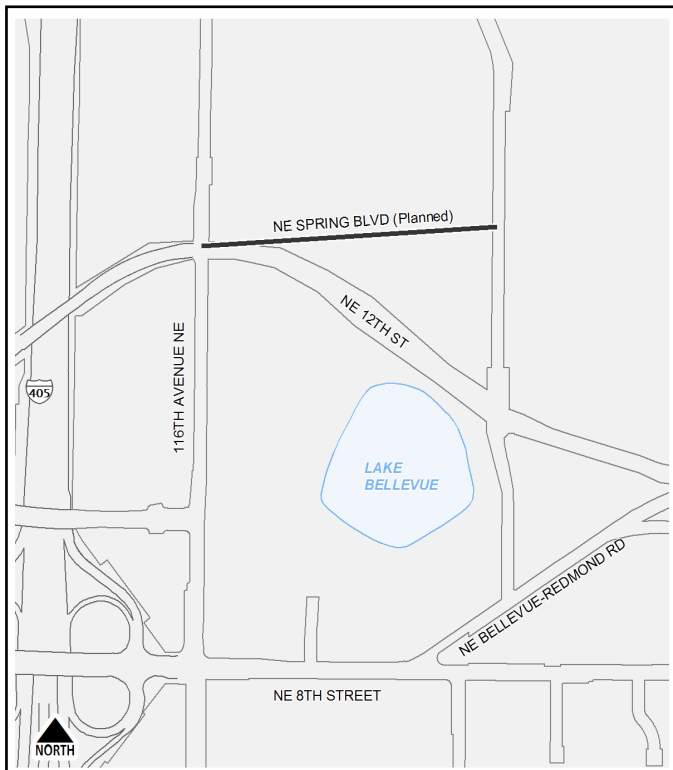 NE SPRING BLVD (Planned)
NE 12TH ST
116TH AVENUE NE
405
LAKE
BELLEVUE
NE BELLEVUE-REDMOND RD
NE 8TH STREET
NORTH